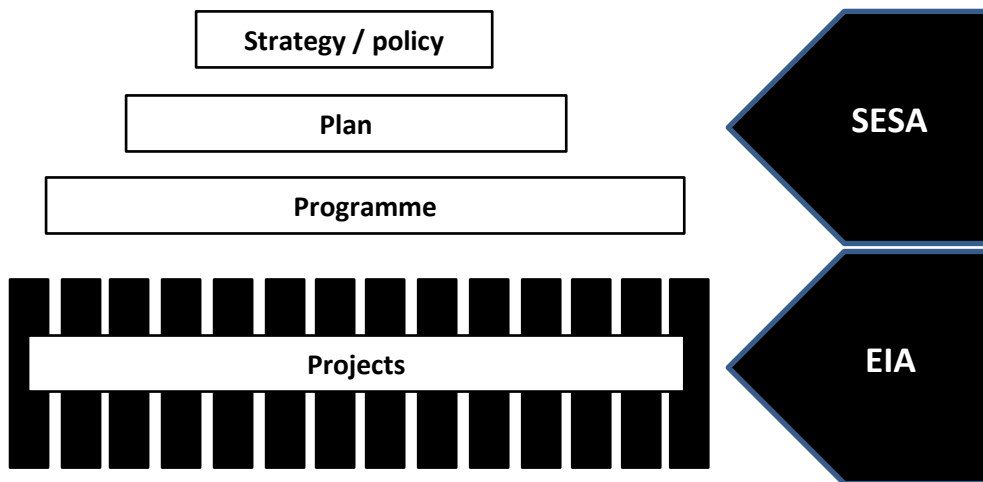 Strategy / policy
Plan
SESA
Programme
Projects
EIA